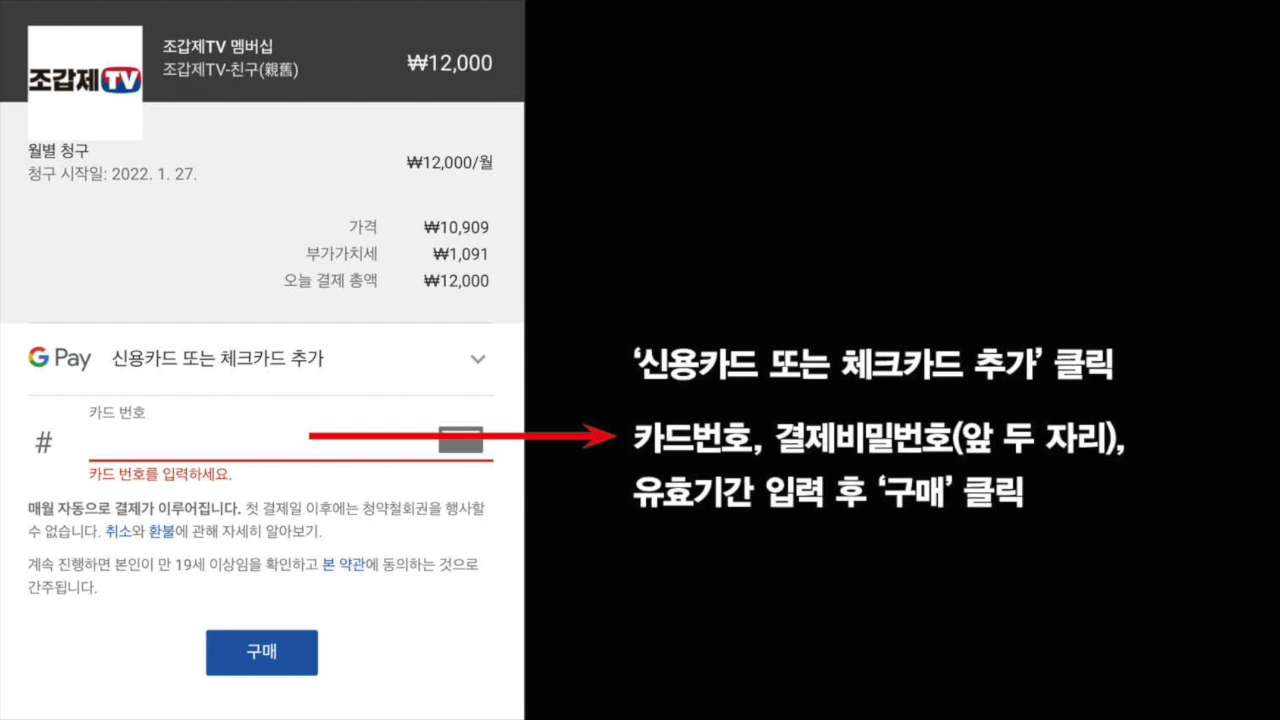 조갑제TV
조갑제TV 멤버십
조갑제TV-친구(親舊)
₩12,000
월별 청구
청구 시작일: 2022. 1. 27.
₩12,000/월
가격 ₩10,909
부가가치세 ₩1,091
오늘 결제 총액 ₩12,000
G Pay 신용카드 또는 체크카드 추가
카드 번호
#
카드 번호를 입력하세요.
매월 자동으로 결제가 이루어집니다. 첫 결제일 이후에는 청약철회권을 행사할
수 없습니다. 취소와 환불에 관해 자세히 알아보기.
계속 진행하면 본인이 만 19세 이상임을 확인하고 본 약관에 동의하는 것으로
간주됩니다.
구매
‘신용카드 또는 체크카드 추가’ 클릭
카드번호, 결제비밀번호(앞 두 자리),
유효기간 입력 후 ‘구매’ 클릭